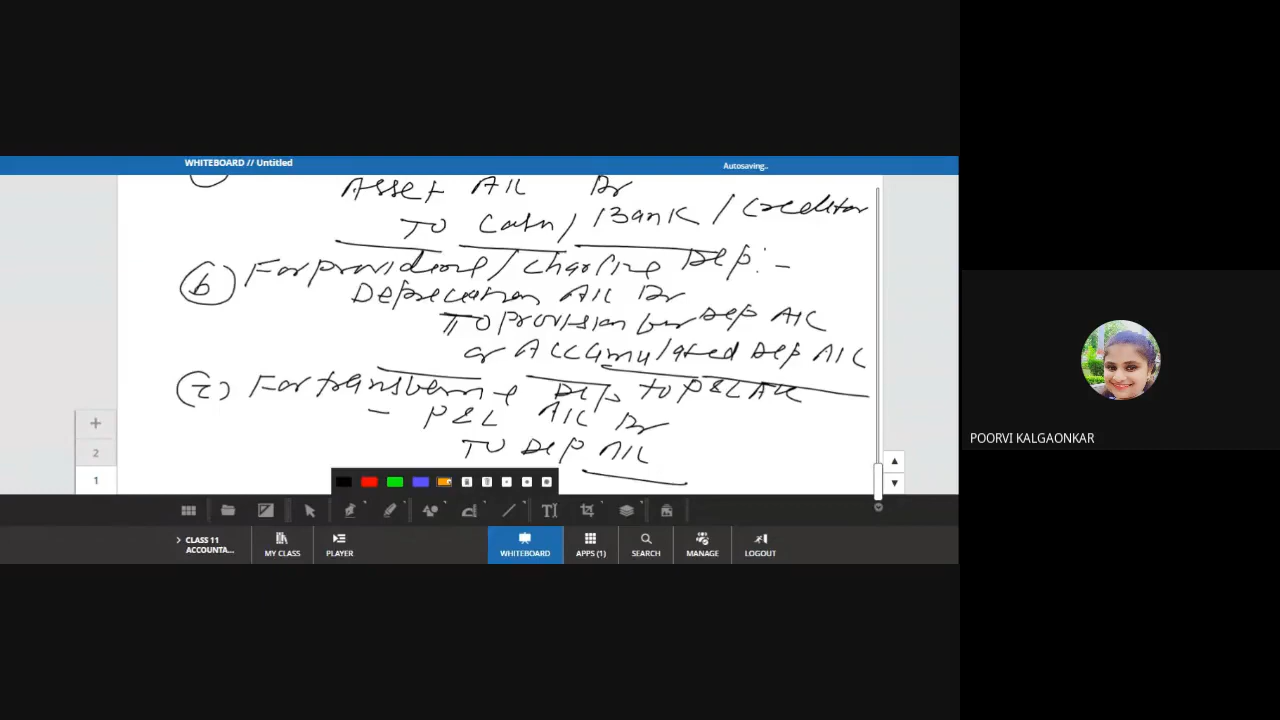 WHITEBOARD // Untitled
Autosaving..
Asset A/C Dr
TO Cash / Bank / Creditor
(b) For providing / Charging Dep: -
Depreciation A/C Dr
TO provision for Dep A/C
or Accumulated Dep A/C
(c) For transferring Dep to P&L A/C
- P&L A/C Dr
TO Dep A/C
POORVI KALGAONKAR
2
1
CLASS 11
ACCOUNTA...
MY CLASS
PLAYER
WHITEBOARD
APPS (1)
SEARCH
MANAGE
LOGOUT